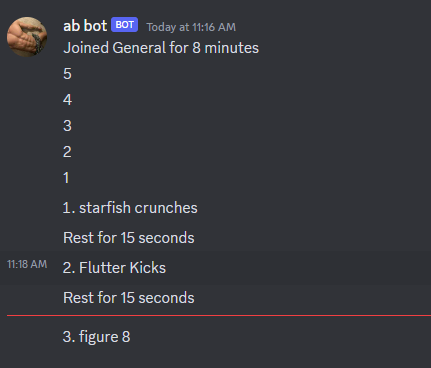 ab bot BOT Today at 11:16 AM
Joined General for 8 minutes
5
4
3
2
1
1. starfish crunches
Rest for 15 seconds
11:18 AM 2. Flutter Kicks
Rest for 15 seconds
3. figure 8